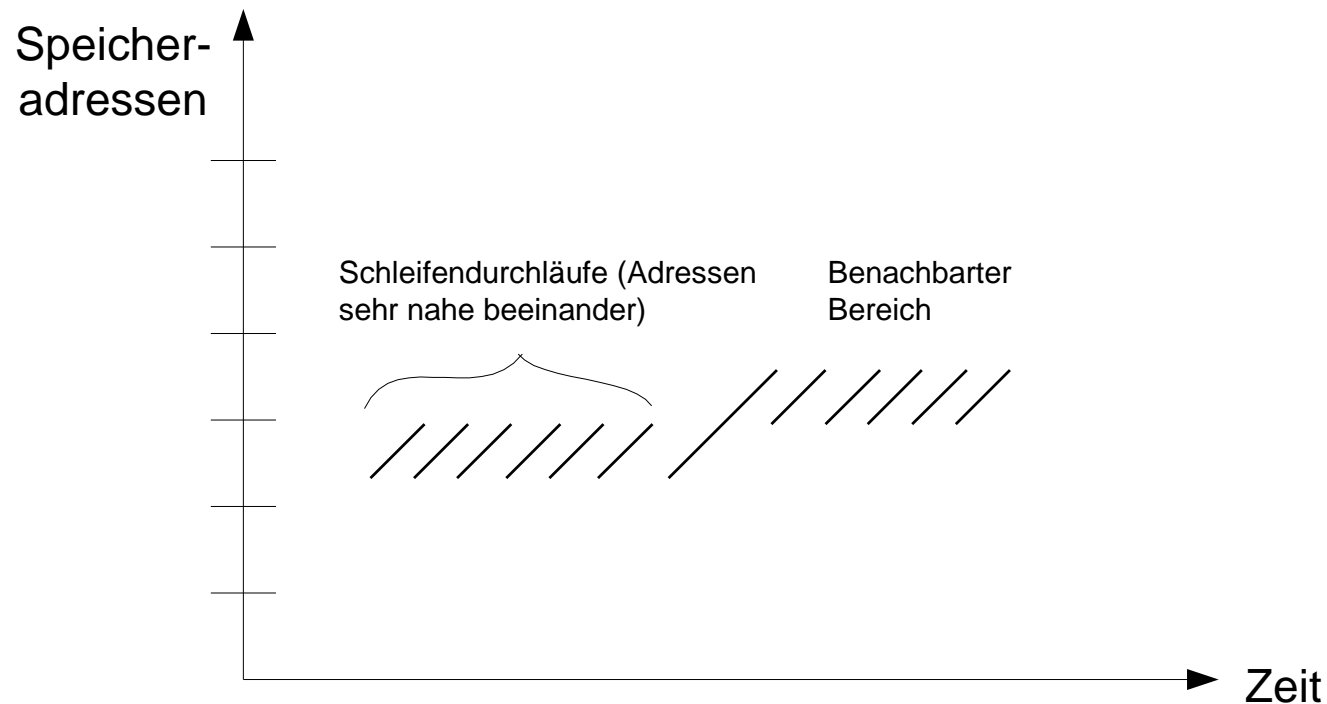 Speicher-
adressen
Schleifendurchläufe (Adressen
sehr nahe beeinander)
Benachbarter
Bereich
Zeit